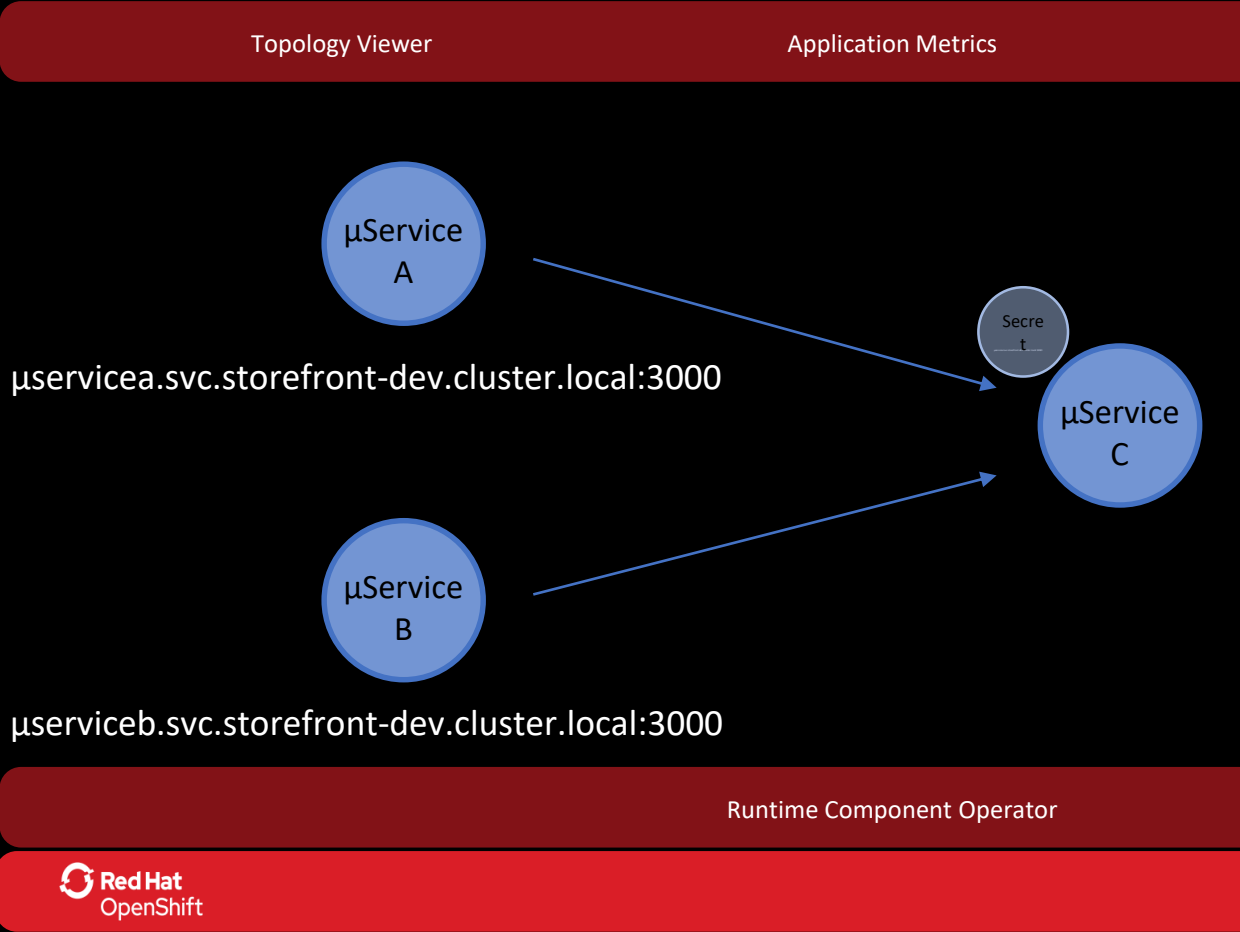 Topology Viewer
Application Metrics
µService
A
Secre
t
µservicea.svc.storefront-dev.cluster.local:3000
µService
C
µService
B
µserviceb.svc.storefront-dev.cluster.local:3000
Runtime Component Operator
Red Hat
OpenShift